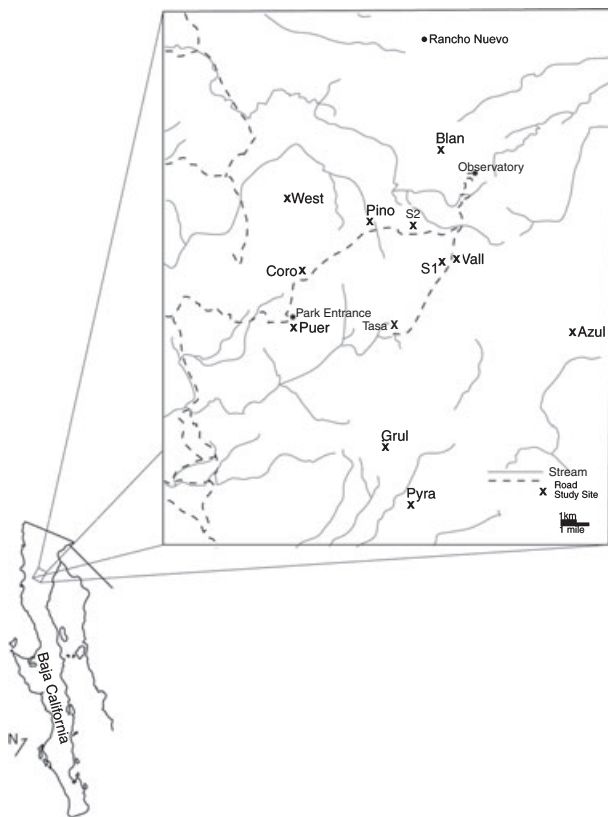 Rancho Nuevo
Blan
Observatory
West
Pino
S2
Coro
S1
Vall
Park Entrance
Puer
Tasa
Azul
Grul
Pyra
Stream
Road
Study Site
1km
1 mile
Baja California
N